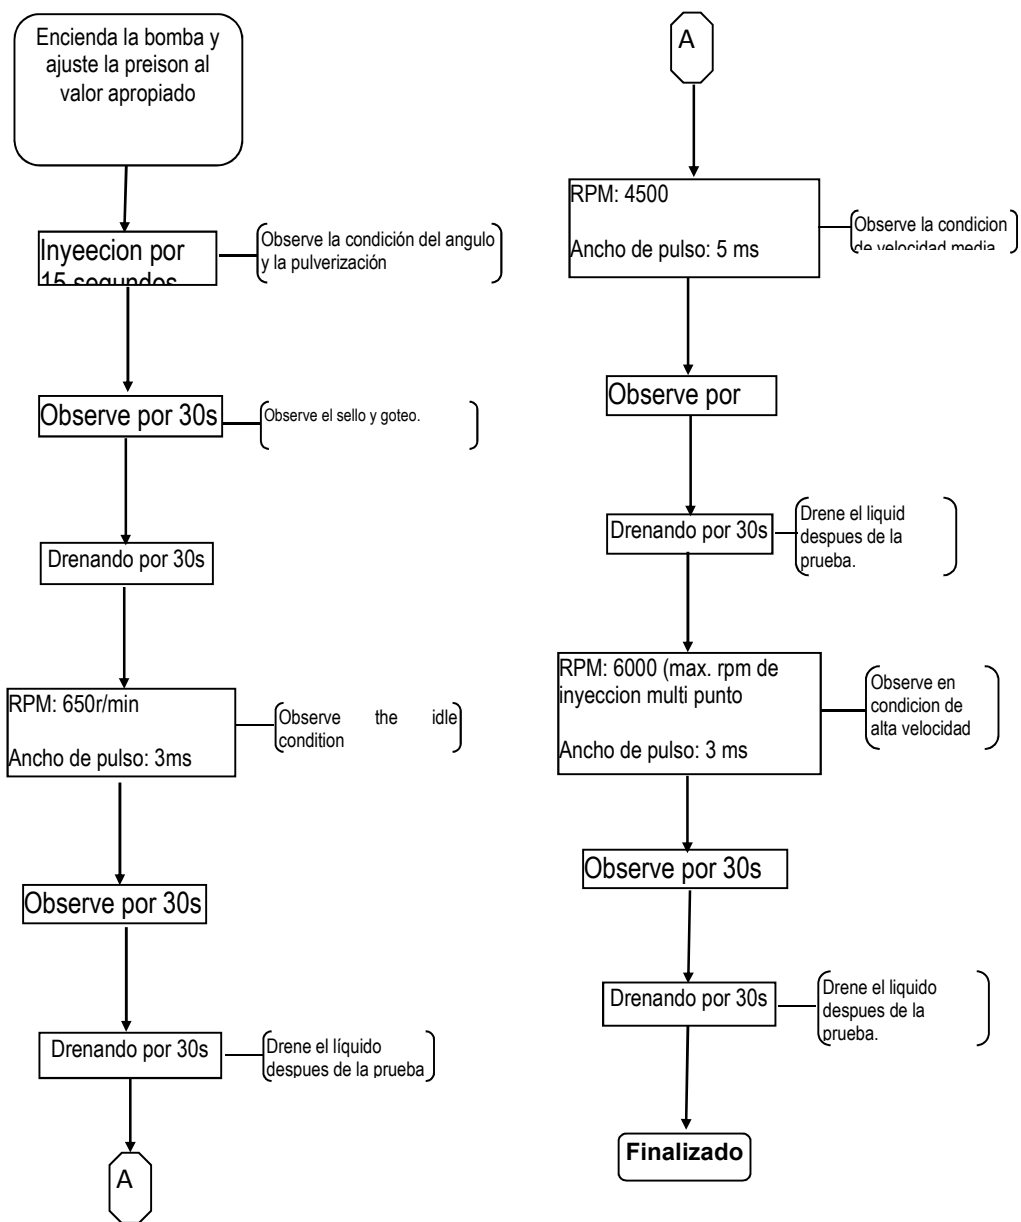 Encienda la bomba y
ajuste la preison al
valor apropiado
Inyeecion por
15 segundos
Observe la condición del angulo
y la pulverización
Observe por 30s
Observe el sello y goteo.
Drenando por 30s
RPM: 650r/min
Ancho de pulso: 3ms
Observe the idle
condition
Observe por 30s
Drenando por 30s
Drene el líquido
despues de la prueba
A
A
RPM: 4500
Ancho de pulso: 5 ms
Observe la condicion
de velocidad media
Observe por
Drenando por 30s
Drene el liquid
despues de la
prueba.
RPM: 6000 (max. rpm de
inyeccion multi punto
Ancho de pulso: 3 ms
Observe en
condicion de
alta velocidad
Observe por 30s
Drenando por 30s
Drene el liquido
despues de la
prueba.
Finalizado